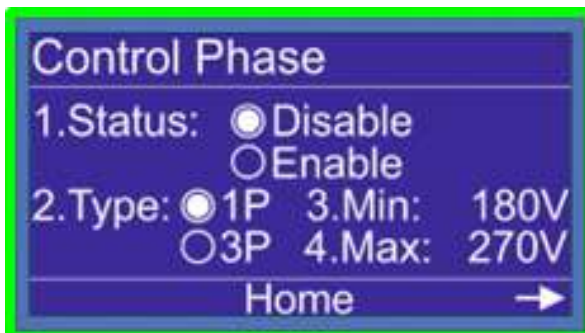 Control Phase
1.Status: Disable
Enable
2.Type: 1P 3.Min: 180V
3P 4.Max: 270V
Home